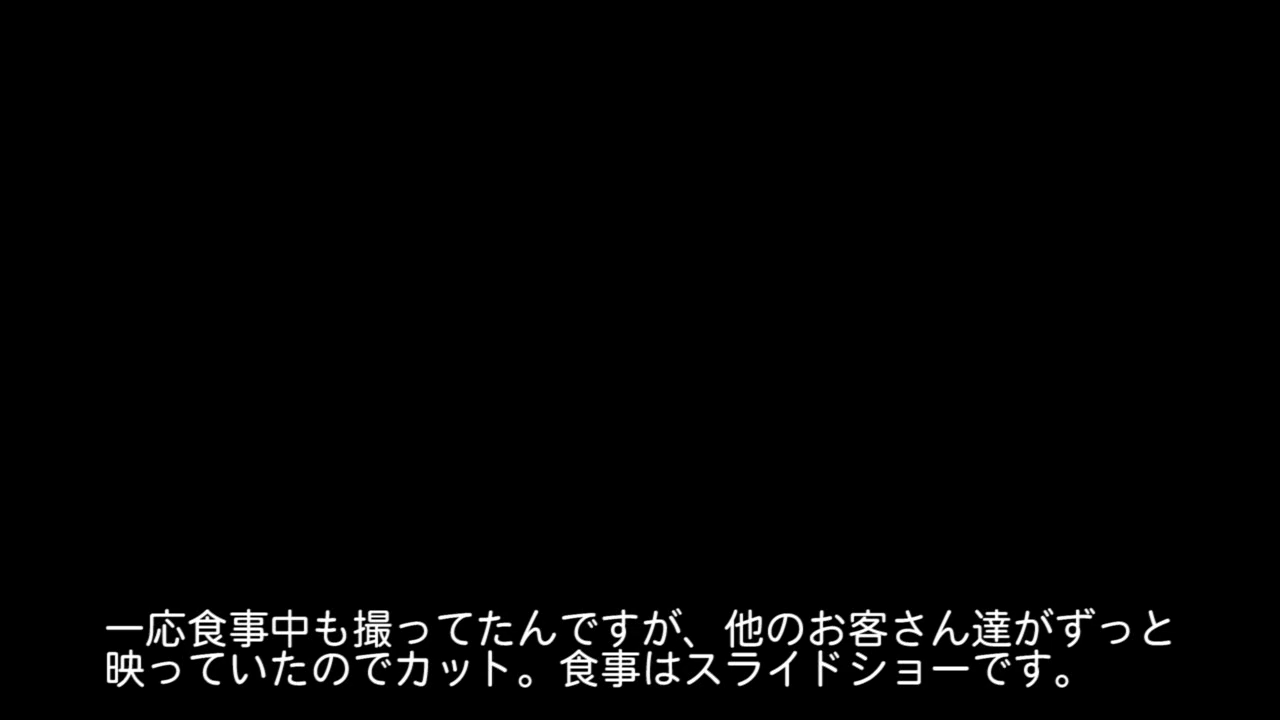 一応食事中も撮ってたんですが、他のお客さん達がずっと
映っていたのでカット。食事はスライドショーです。